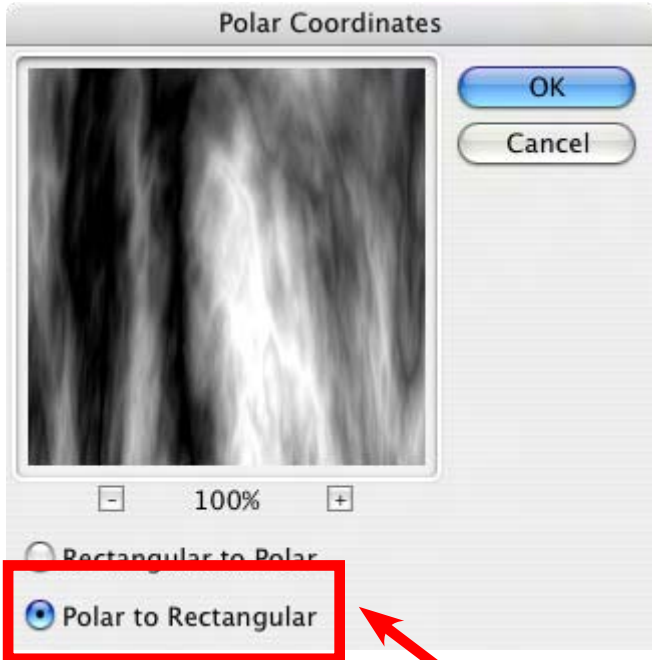 Polar Coordinates
OK
Cancel
- 100% +
Rectangular to Polar
Polar to Rectangular